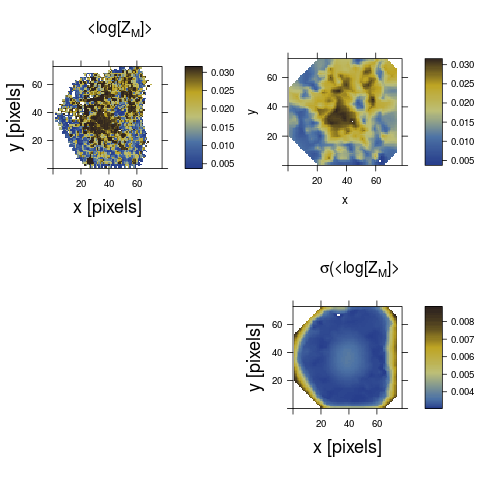 <log[Z_M]>
60
40
20
y [pixels]
20 40 60
x [pixels]
0.030
0.025
0.020
0.015
0.010
0.005
60
40
20
y
20 40 60
x
0.030
0.025
0.020
0.015
0.010
0.005
σ(<log[Z_M]>
60
40
20
y [pixels]
20 40 60
x [pixels]
0.008
0.007
0.006
0.005
0.004